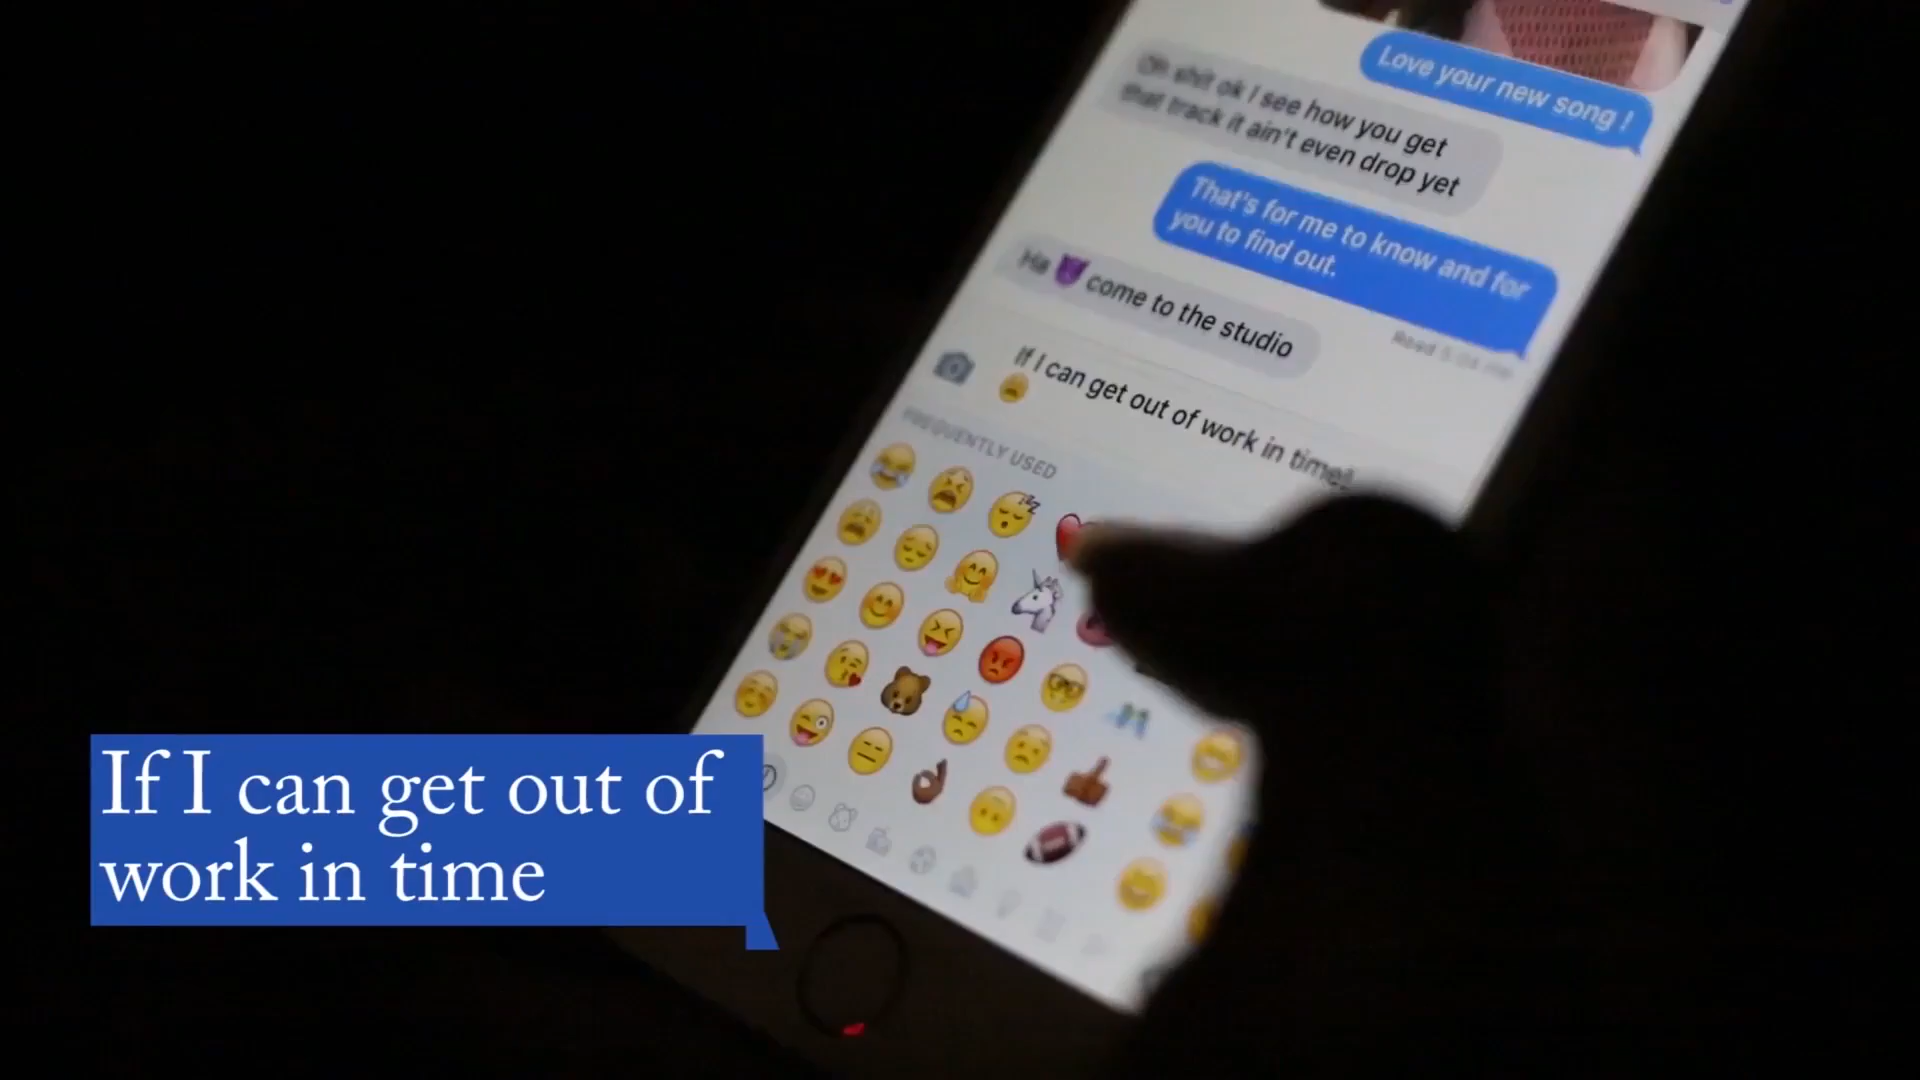 Love your new song !
Oh shit ok I see how you get
that track it ain't even drop yet
That's for me to know and for
you to find out.
Read
Ha 😈 come to the studio
If I can get out of work in time
😩
FREQUENTLY USED
If I can get out of
work in time